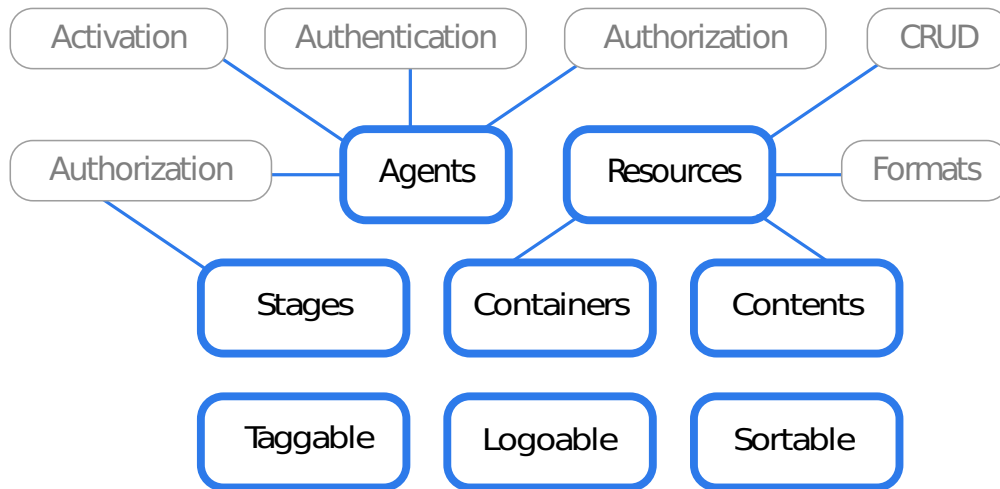 Activation
Authentication
Authorization
CRUD
Authorization
Agents
Resources
Formats
Stages
Containers
Contents
Taggable
Logoable
Sortable